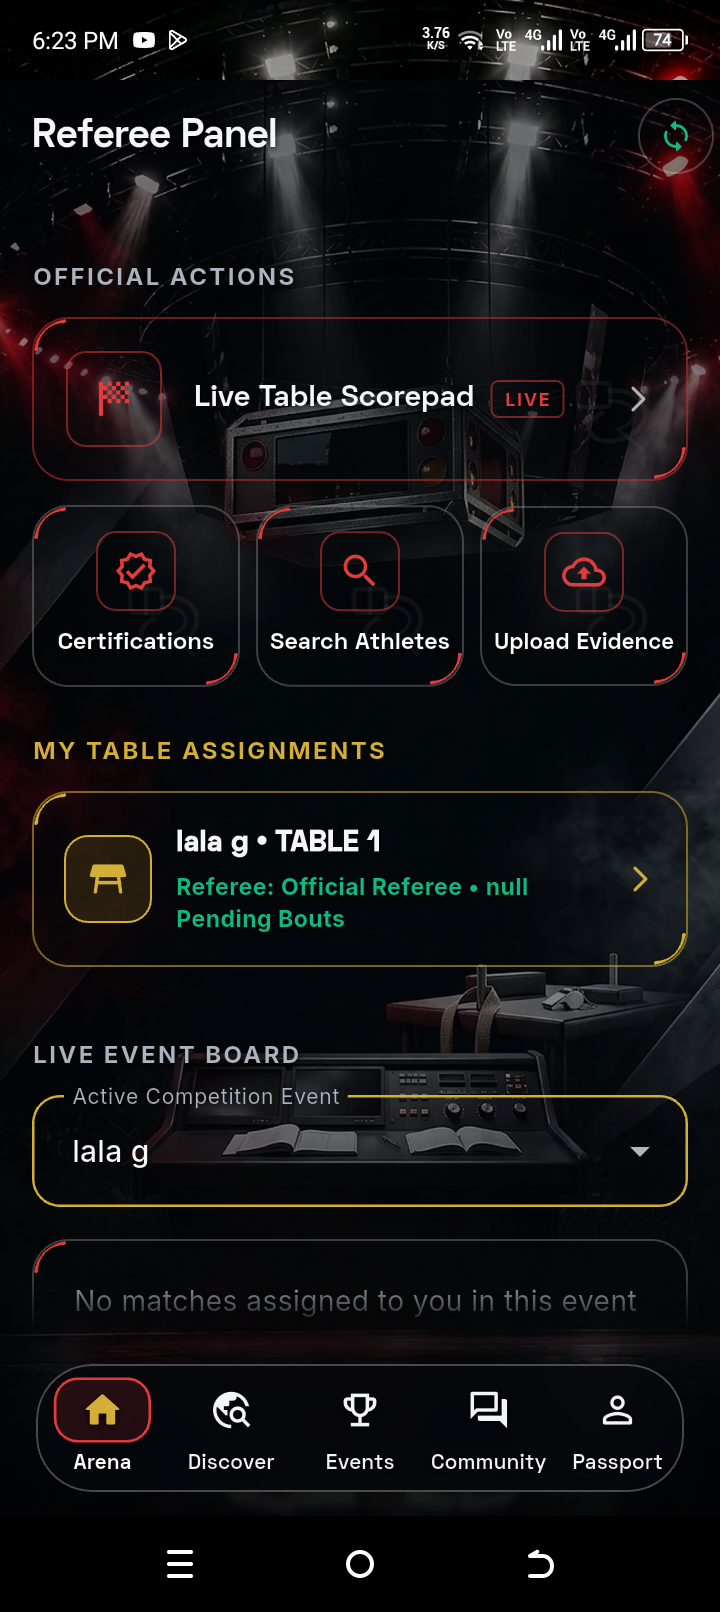 6:23 PM
3.76 K/S Vo LTE 4G Vo LTE 4G 74
Referee Panel
OFFICIAL ACTIONS
Live Table Scorepad LIVE
Certifications Search Athletes Upload Evidence
MY TABLE ASSIGNMENTS
lala g • TABLE 1
Referee: Official Referee • null
Pending Bouts
LIVE EVENT BOARD
Active Competition Event
lala g
No matches assigned to you in this event
Arena Discover Events Community Passport